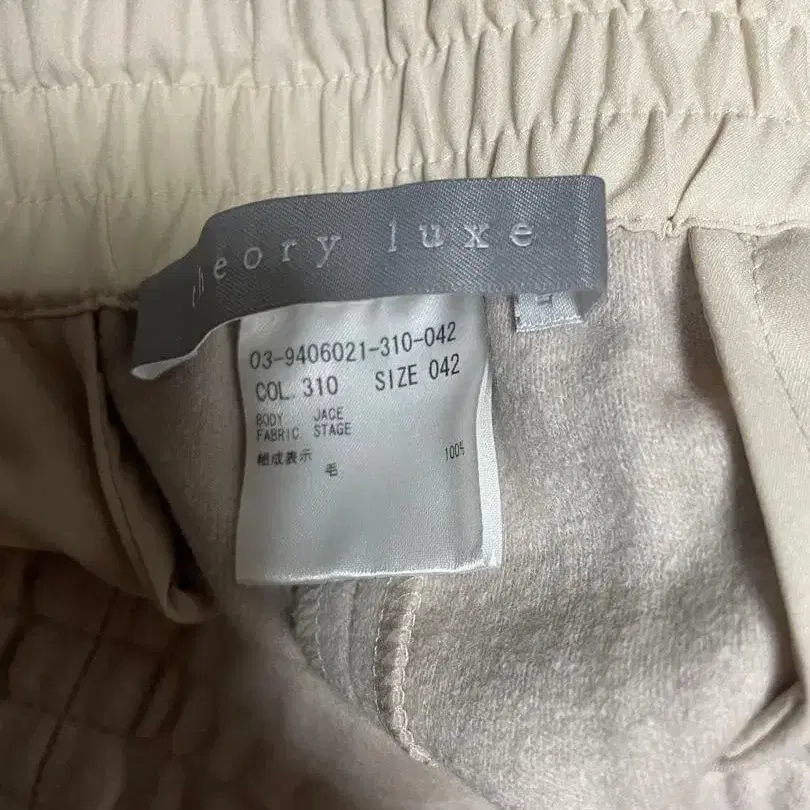 theory luxe
03-9406021-310-042
COL. 310 SIZE 042
BODY JACE
FABRIC STAGE
組成表示
毛 100%